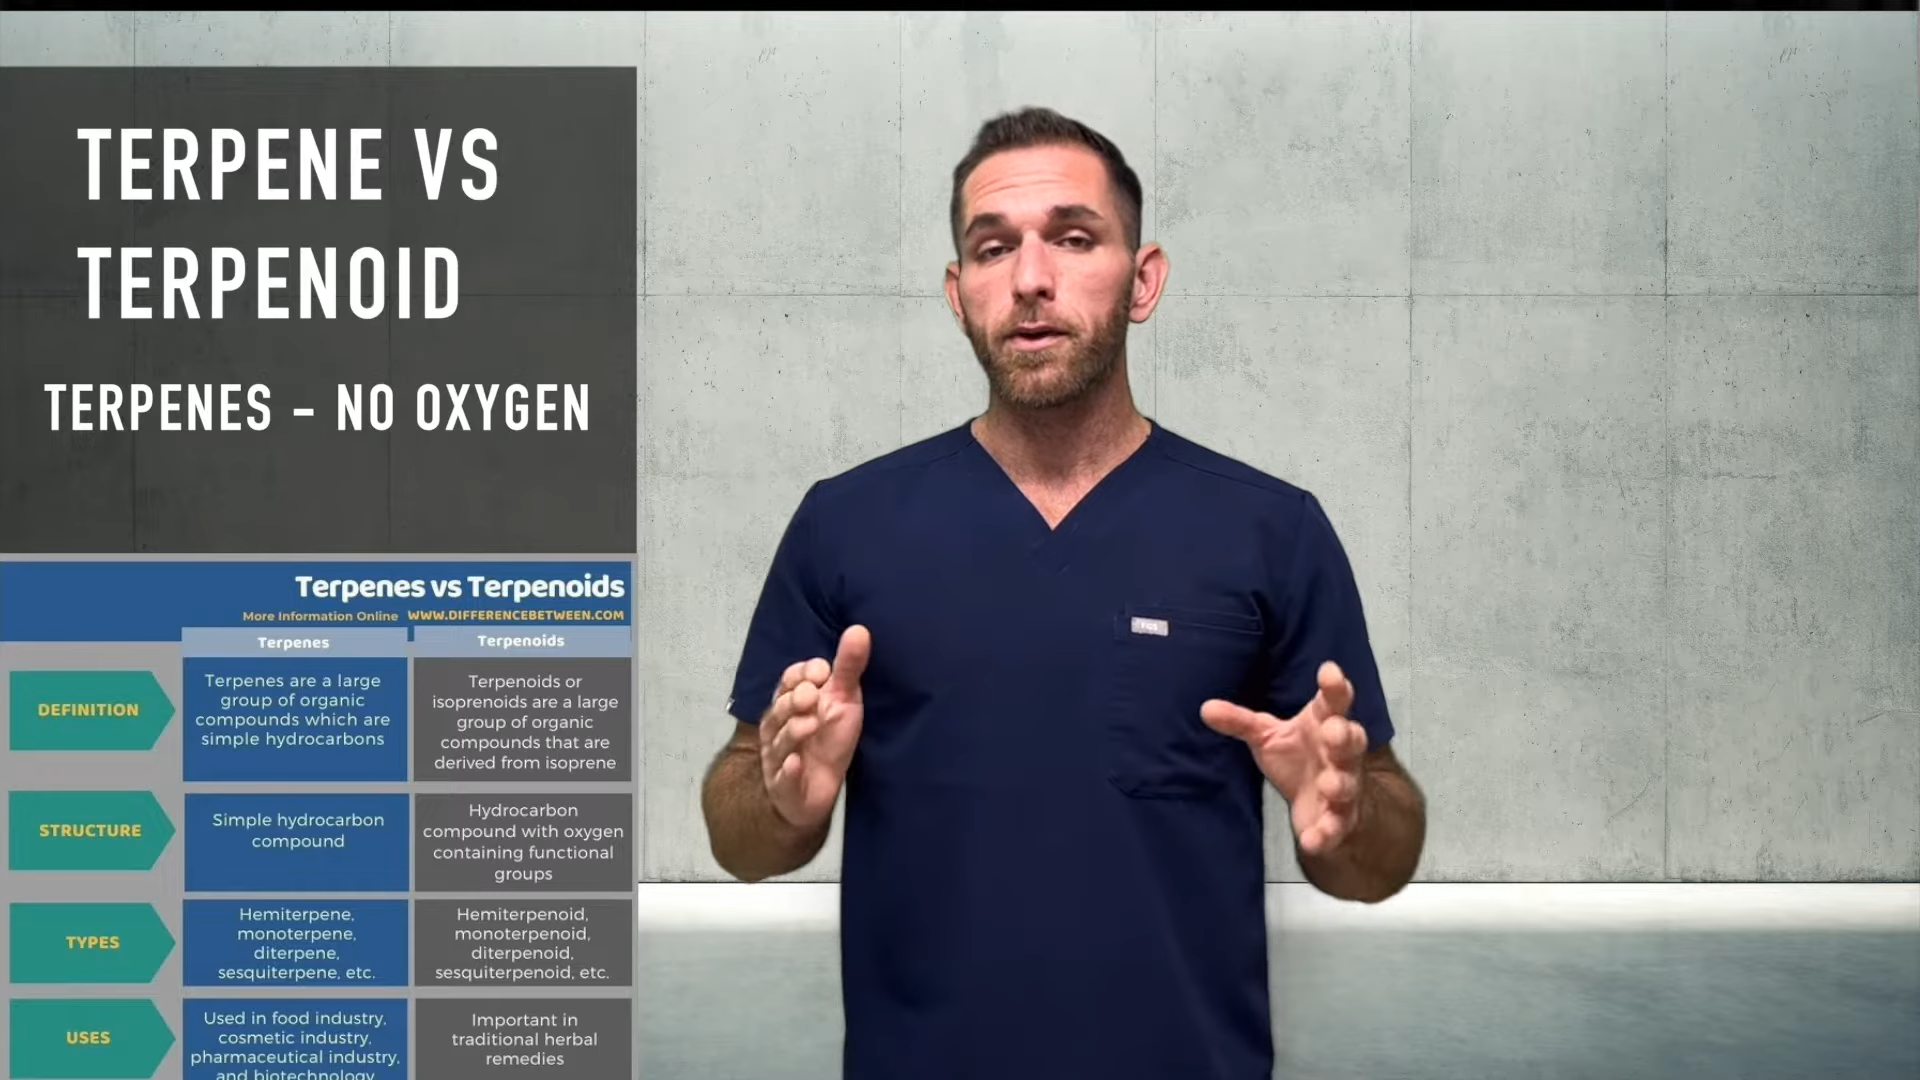 TERPENE VS
TERPENOID
TERPENES - NO OXYGEN
Terpenes vs Terpenoids
More Information Online WWW.DIFFERENCEBETWEEN.COM
Terpenes
Terpenoids
DEFINITION
Terpenes are a large
group of organic
compounds which are
simple hydrocarbons
Terpenoids or
isoprenoids are a large
group of organic
compounds that are
derived from isoprene
STRUCTURE
Simple hydrocarbon
compound
Hydrocarbon
compound with oxygen
containing functional
groups
TYPES
Hemiterpene,
monoterpene,
diterpene,
sesquiterpene, etc.
Hemiterpenoid,
monoterpenoid,
diterpenoid,
sesquiterpenoid, etc.
USES
Used in food industry,
cosmetic industry,
pharmaceutical industry,
and biotechnology
Important in
traditional herbal
remedies